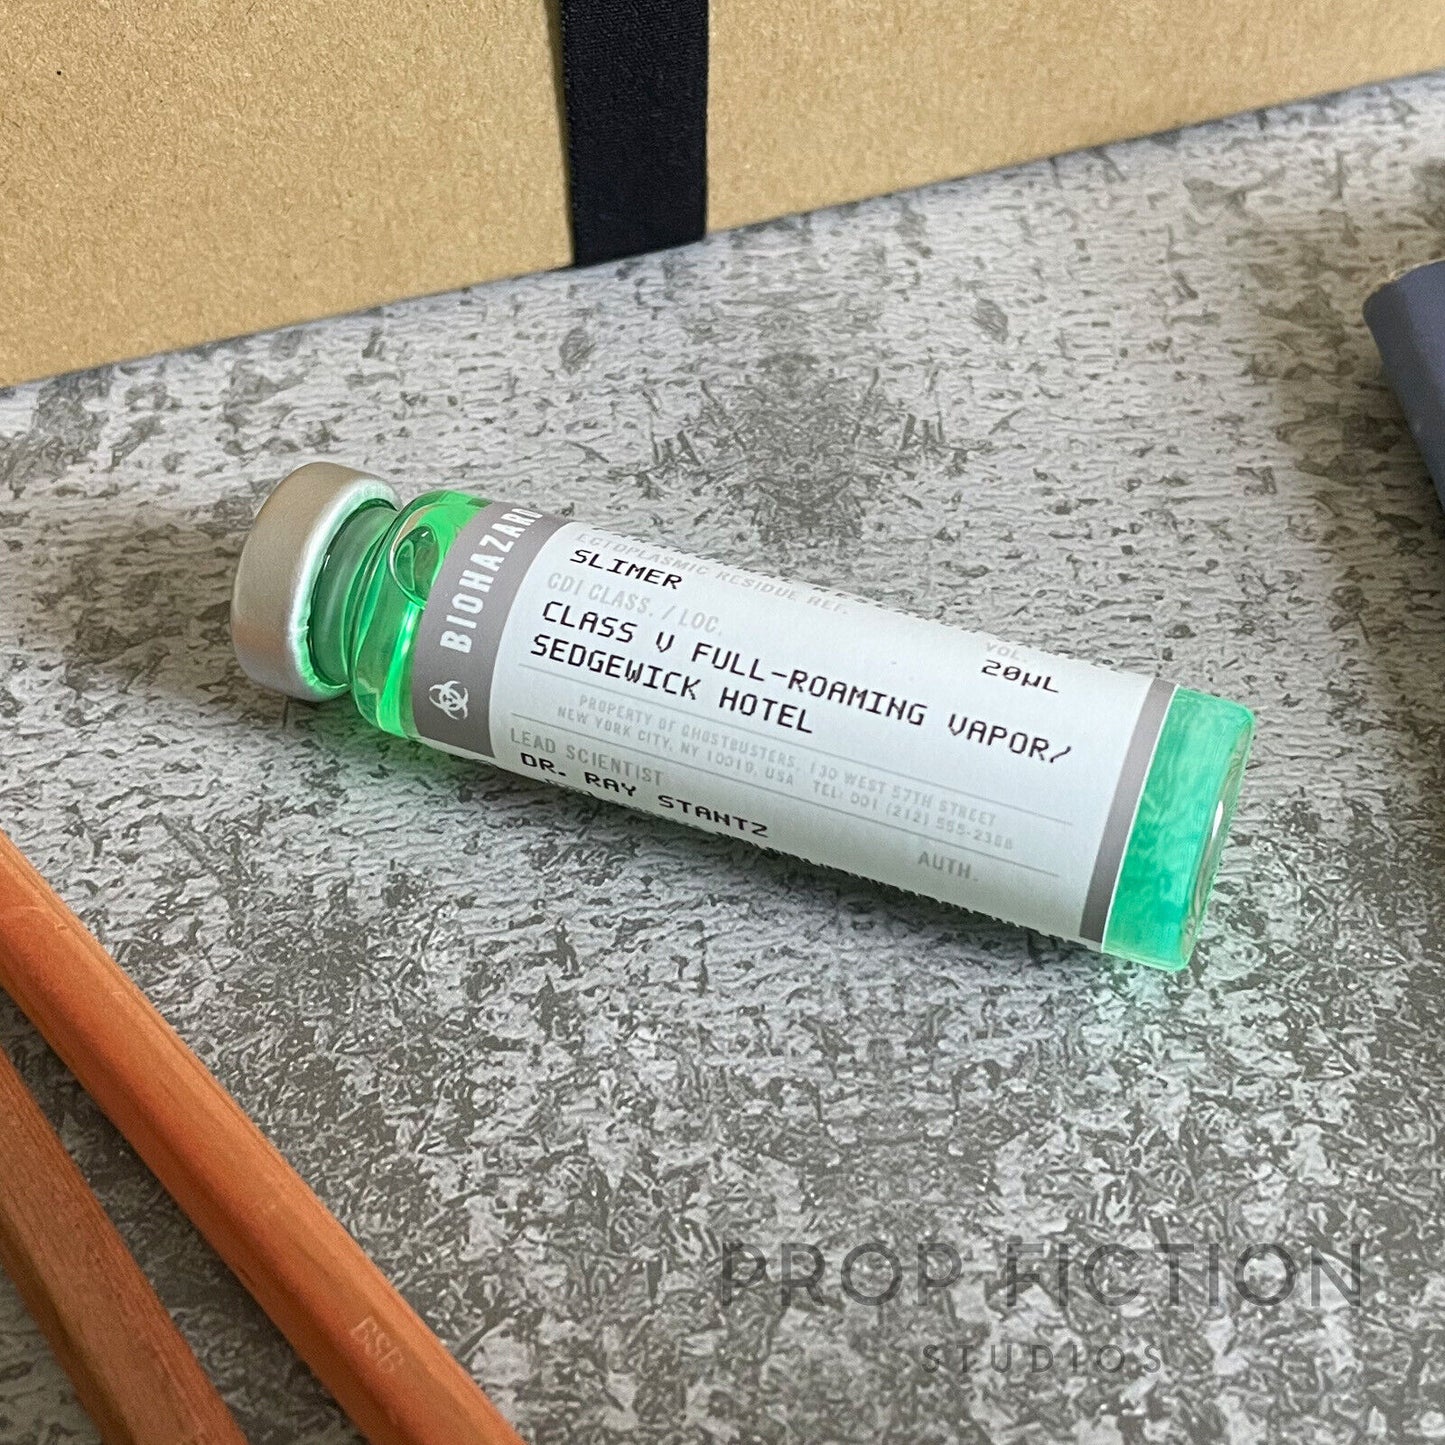 BIOHAZARD
ECTOPLASMIC RESIDUE REF.
SLIMER
CDI CLASS. / LOC.
CLASS V FULL-ROAMING VAPOR/
SEDGEWICK HOTEL
VOL
20µL
PROPERTY OF GHOSTBUSTERS, 130 WEST 57TH STREET
NEW YORK CITY, NY 10019, USA TEL: 001 (212) 555-2368
LEAD SCIENTIST
DR. RAY STANTZ
AUTH.
PROP FICTION
STUDIOS